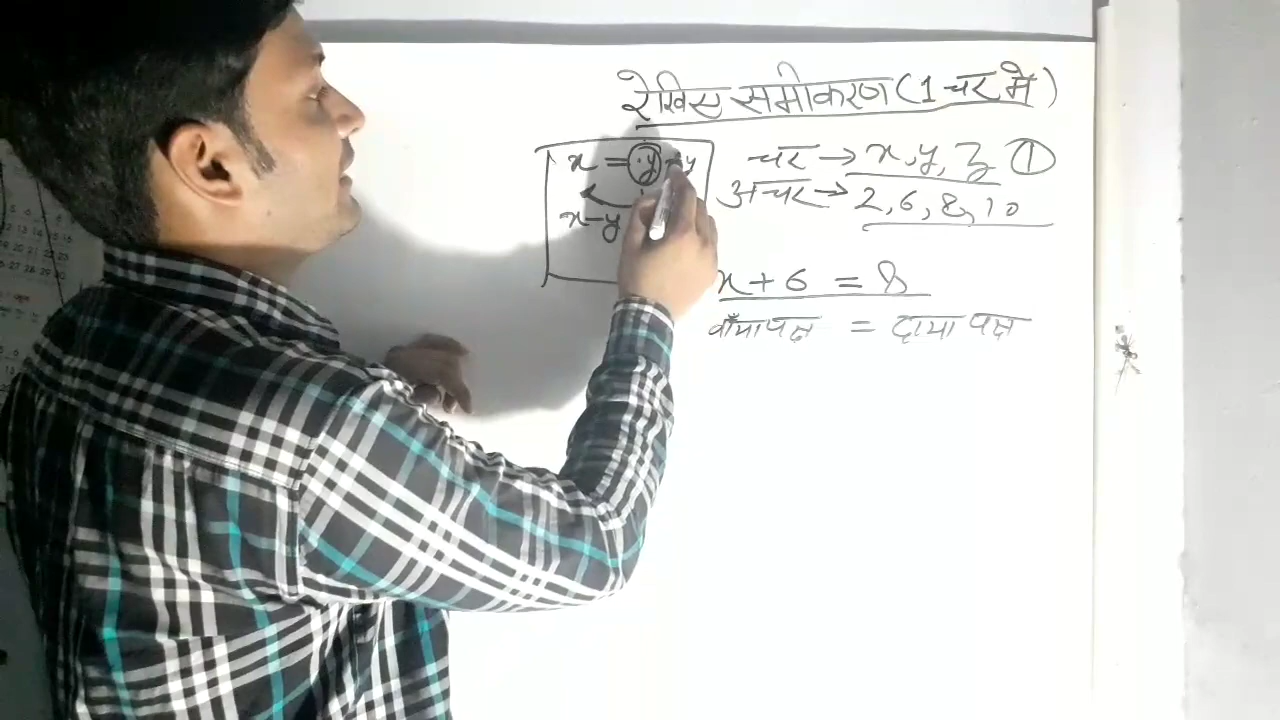 रेखिए समीकरण (1 चर में)
x = y + y
x - y
चर → x, y, z ①
अचर → 2, 6, 8, 10
x + 6 = 8
बाँयापक्ष = दायापक्ष